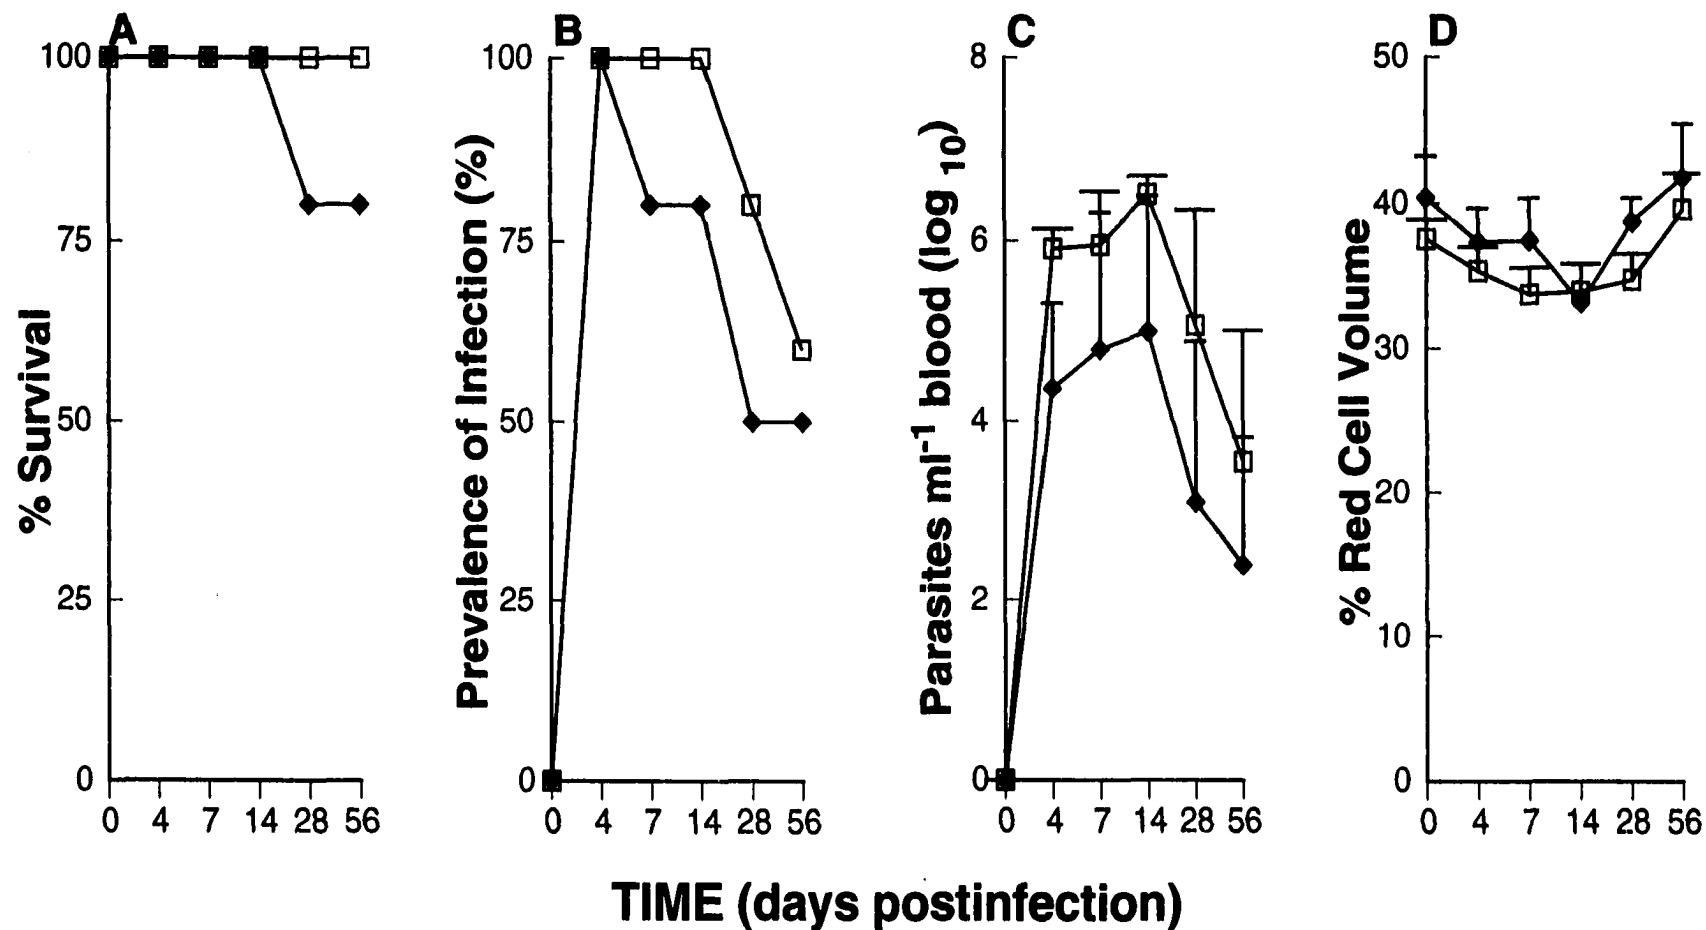 A
% Survival
100
75
50
25
0
0 4 7 14 28 56
B
Prevalence of Infection (%)
100
75
50
25
0
0 4 7 14 28 56
C
Parasites ml⁻¹ blood (log ₁₀)
8
6
4
2
0
0 4 7 14 28 56
D
% Red Cell Volume
50
40
30
20
10
0
0 4 7 14 28 56
TIME (days postinfection)